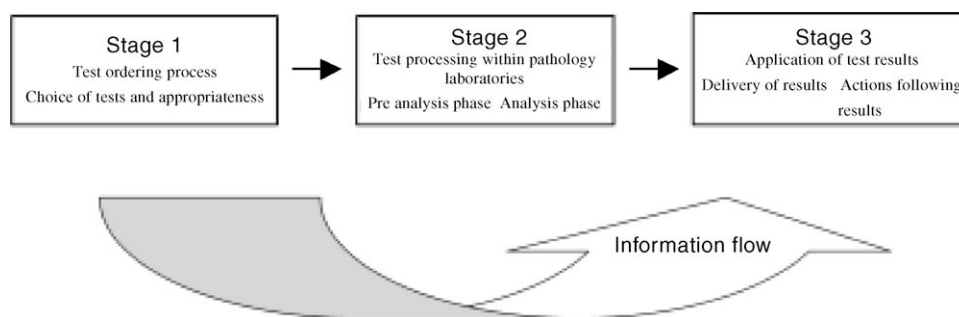 Stage 1
Test ordering process
Choice of tests and appropriateness
Stage 2
Test processing within pathology
laboratories
Pre analysis phase Analysis phase
Stage 3
Application of test results
Delivery of results Actions following
results
Information flow